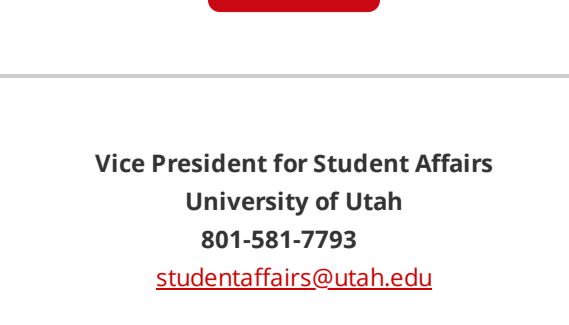 Vice President for Student Affairs
University of Utah
801-581-7793
studentaffairs@utah.edu